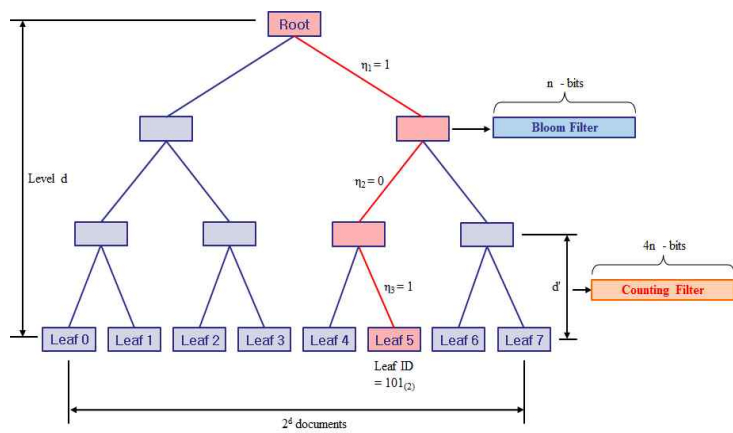 Root
η₁ = 1
n - bits
Bloom Filter
Level d
η₂ = 0
4n - bits
d'
η₃ = 1
Counting Filter
Leaf 0
Leaf 1
Leaf 2
Leaf 3
Leaf 4
Leaf 5
Leaf 6
Leaf 7
Leaf ID
= 101₍₂₎
2ᵈ documents